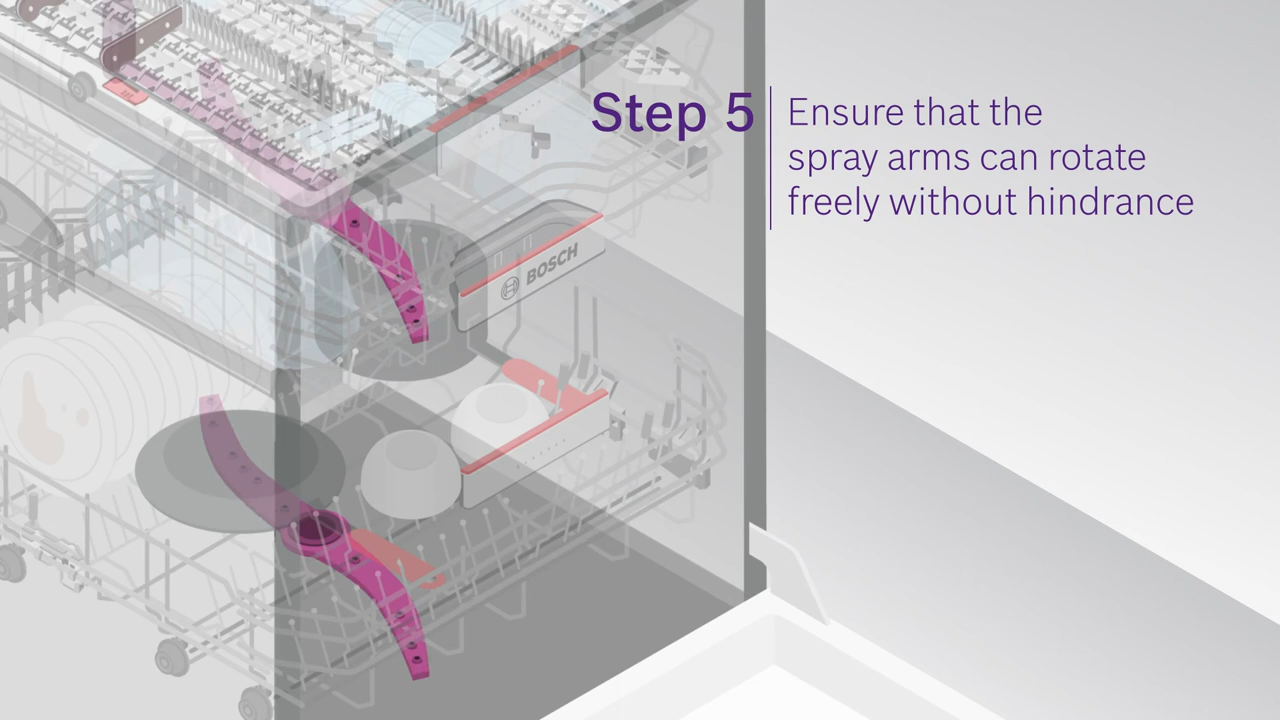 Step 5
Ensure that the
spray arms can rotate
freely without hindrance
BOSCH